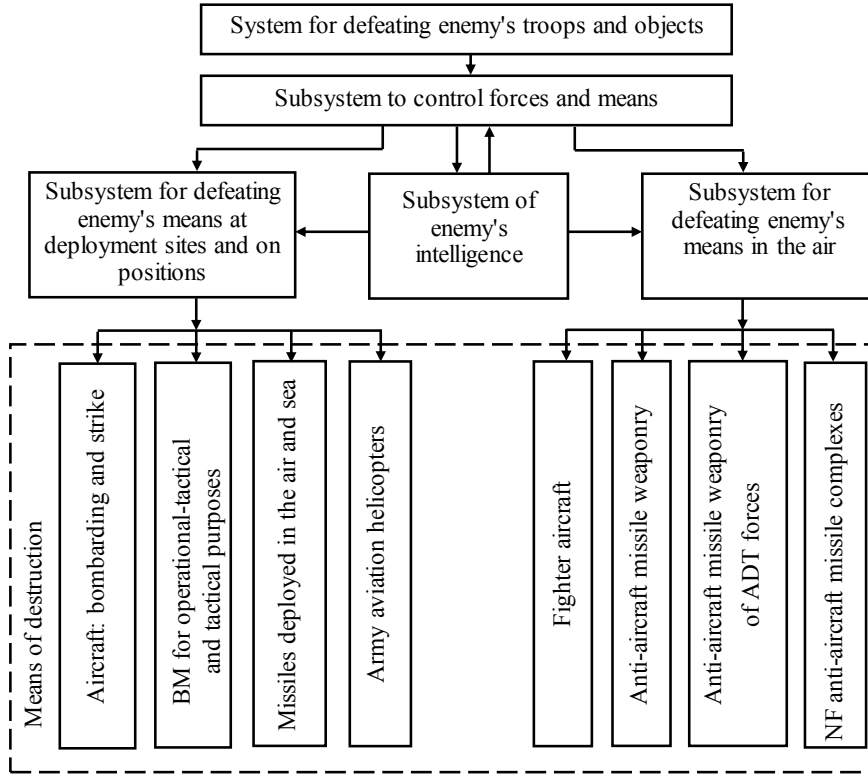 System for defeating enemy's troops and objects
Subsystem to control forces and means
Subsystem for defeating
enemy's means at
deployment sites and on
positions
Subsystem of
enemy's
intelligence
Subsystem for
defeating enemy's
means in the air
Means of destruction
Aircraft: bombarding and strike
BM for operational-tactical
and tactical purposes
Missiles deployed in the air and sea
Army aviation helicopters
Fighter aircraft
Anti-aircraft missile weaponry
Anti-aircraft missile weaponry
of ADT forces
NF anti-aircraft missile complexes